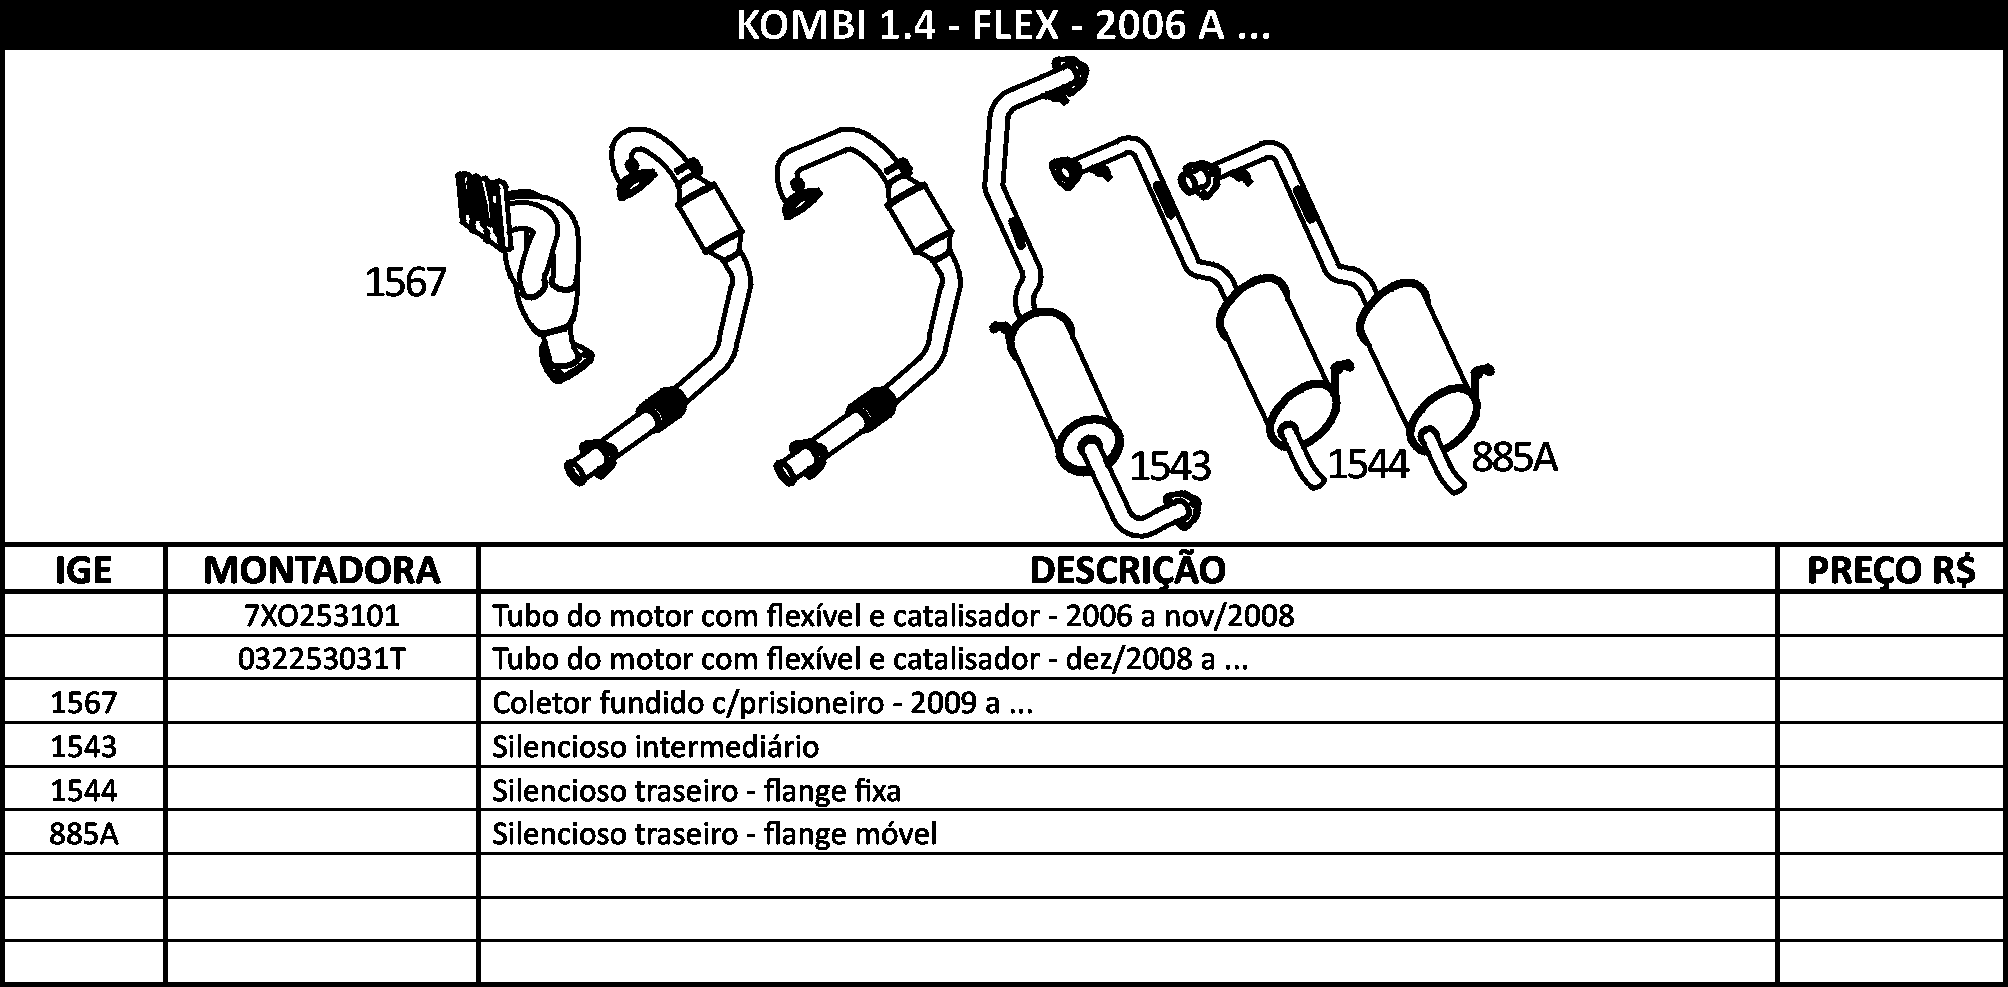 KOMBI 1.4 - FLEX - 2006 A ...
1567
1543
1544
885A
IGE MONTADORA DESCRIÇÃO PREÇO R$
7XO253101 Tubo do motor com flexível e catalisador - 2006 a nov/2008
032253031T Tubo do motor com flexível e catalisador - dez/2008 a ...
1567 Coletor fundido c/prisioneiro - 2009 a ...
1543 Silencioso intermediário
1544 Silencioso traseiro - flange fixa
885A Silencioso traseiro - flange móvel